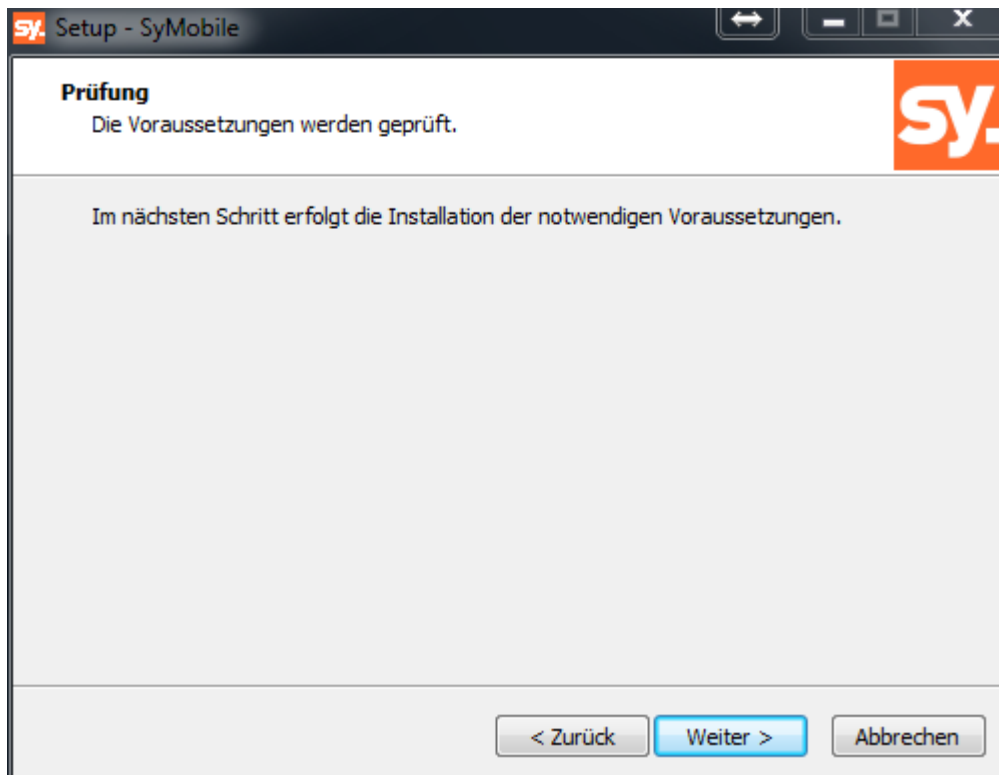 sy. Setup - SyMobile
Prüfung
Die Voraussetzungen werden geprüft.
sy.
Im nächsten Schritt erfolgt die Installation der notwendigen Voraussetzungen.
< Zurück Weiter > Abbrechen